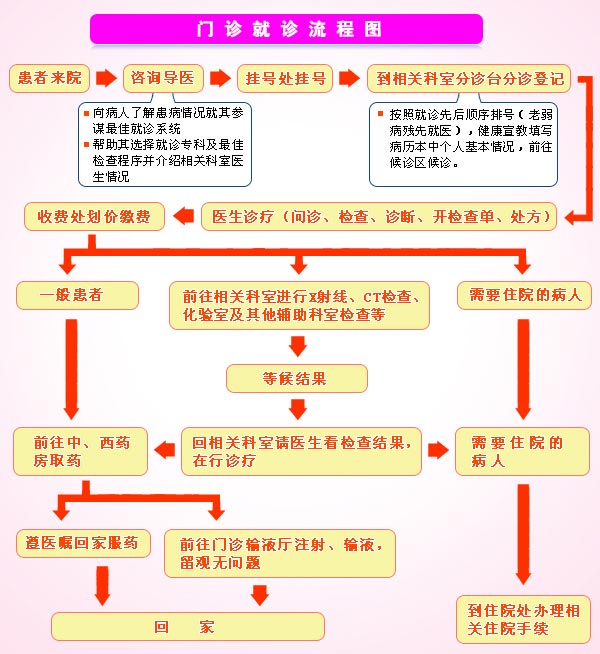 门诊就诊流程图
患者来院
咨询导医
挂号处挂号
到相关科室分诊台分诊登记
向病人了解患病情况就其参
谋最佳就诊系统
帮助其选择就诊专科及最佳
检查程序并介绍相关科室医
生情况
按照就诊先后顺序排号（老弱
病残先就医），健康宣教填写
病历本中个人基本情况，前往
候诊区候诊。
收费处划价缴费
医生诊疗（问诊、检查、诊断、开检查单、处方）
一般患者
前往相关科室进行X射线、CT检查、
化验室及其他辅助科室检查等
需要住院的病人
等候结果
前往中、西药
房取药
回相关科室请医生看检查结果，
在行诊疗
需要住院的
病人
遵医嘱回家服药
前往门诊输液厅注射、输液，
留观无问题
回 家
到住院处办理相
关住院手续